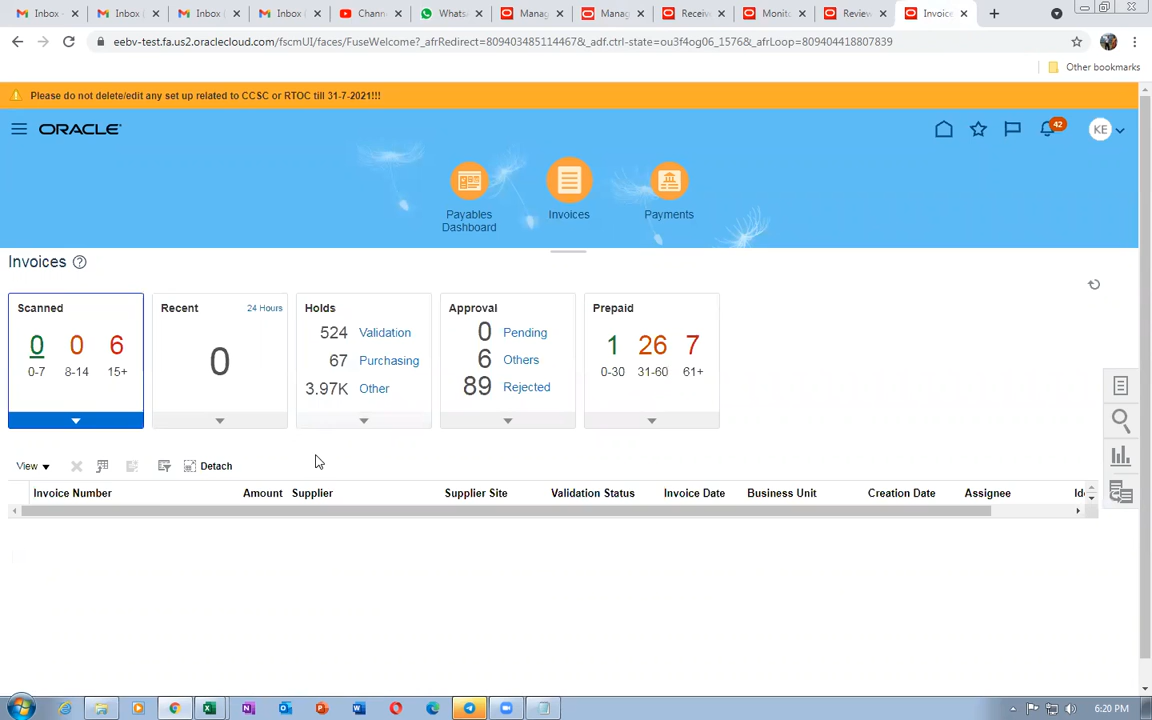 Inbox -
Inbox (
Inbox (
Inbox (
Chann
Whats
Manag
Manag
Receiv
Monito
Review
Invoice
eebv-test.fa.us2.oraclecloud.com/fscmUI/faces/FuseWelcome?_afrRedirect=809403485114467&_adf.ctrl-state=ou3f4og06_1576&_afrLoop=809404418807839
Other bookmarks
Please do not delete/edit any set up related to CCSC or RTOC till 31-7-2021!!!
ORACLE
42
KE
Payables Dashboard
Invoices
Payments
Invoices
Scanned
0 0 6
0-7 8-14 15+
Recent 24 Hours
0
Holds
524 Validation
67 Purchasing
3.97K Other
Approval
0 Pending
6 Others
89 Rejected
Prepaid
1 26 7
0-30 31-60 61+
View Detach
Invoice Number Amount Supplier Supplier Site Validation Status Invoice Date Business Unit Creation Date Assignee Id
6:20 PM